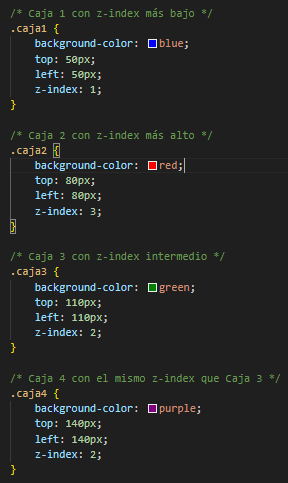 /* Caja 1 con z-index más bajo */
.caja1 {
    background-color: blue;
    top: 50px;
    left: 50px;
    z-index: 1;
}

/* Caja 2 con z-index más alto */
.caja2 {
    background-color: red;
    top: 80px;
    left: 80px;
    z-index: 3;
}

/* Caja 3 con z-index intermedio */
.caja3 {
    background-color: green;
    top: 110px;
    left: 110px;
    z-index: 2;
}

/* Caja 4 con el mismo z-index que Caja 3 */
.caja4 {
    background-color: purple;
    top: 140px;
    left: 140px;
    z-index: 2;
}